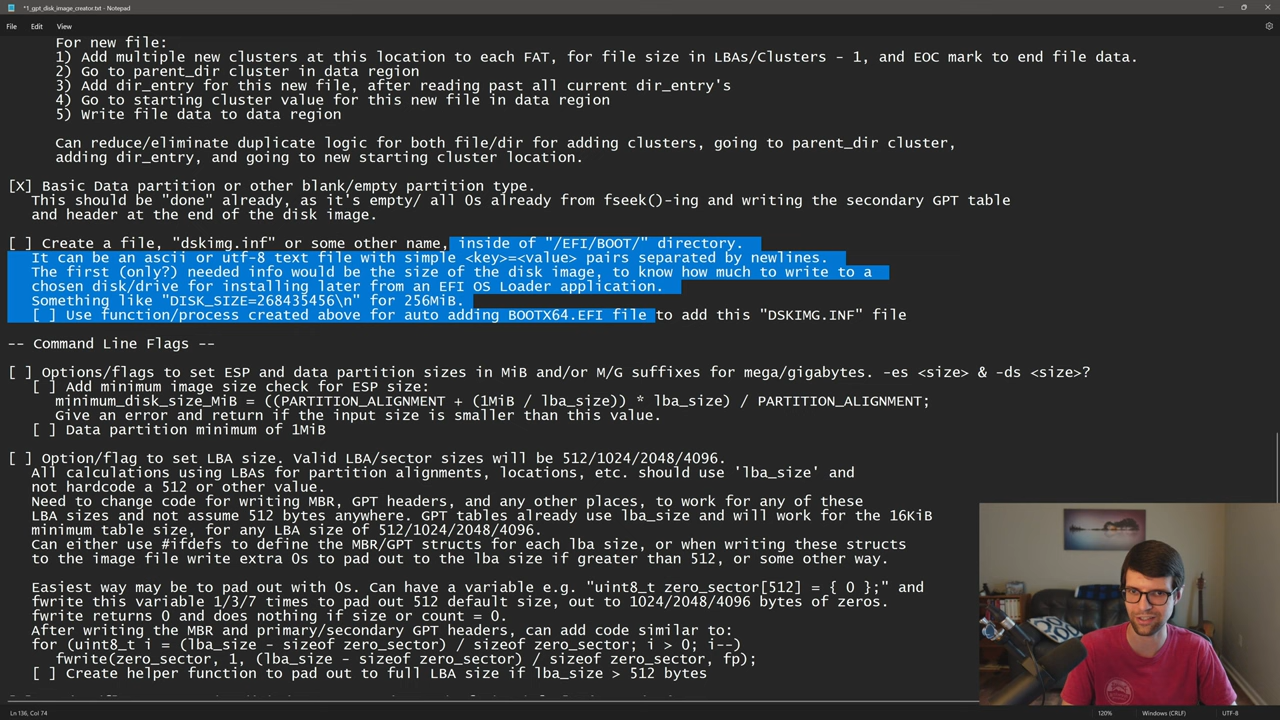 *1_gpt_disk_image_creator.txt - Notepad
File Edit View
For new file:
1) Add multiple new clusters at this location to each FAT, for file size in LBAs/Clusters - 1, and EOC mark to end file data.
2) Go to parent_dir cluster in data region
3) Add dir_entry for this new file, after reading past all current dir_entry's
4) Go to starting cluster value for this new file in data region
5) Write file data to data region
Can reduce/eliminate duplicate logic for both file/dir for adding clusters, going to parent_dir cluster,
adding dir_entry, and going to new starting cluster location.
[X] Basic Data partition or other blank/empty partition type.
This should be "done" already, as it's empty/ all 0s already from fseek()-ing and writing the secondary GPT table
and header at the end of the disk image.
[ ] Create a file, "dskimg.inf" or some other name, inside of "/EFI/BOOT/" directory.
It can be an ascii or utf-8 text file with simple <key>=<value> pairs separated by newlines.
The first (only?) needed info would be the size of the disk image, to know how much to write to a
chosen disk/drive for installing later from an EFI OS Loader application.
Something like "DISK_SIZE=268435456\n" for 256MiB.
[ ] Use function/process created above for auto adding BOOTX64.EFI file to add this "DSKIMG.INF" file
-- Command Line Flags --
[ ] Options/flags to set ESP and data partition sizes in MiB and/or M/G suffixes for mega/gigabytes. -es <size> & -ds <size>?
[ ] Add minimum image size check for ESP size:
minimum_disk_size_MiB = ((PARTITION_ALIGNMENT + (1MiB / lba_size)) * lba_size) / PARTITION_ALIGNMENT;
Give an error and return if the input size is smaller than this value.
[ ] Data partition minimum of 1MiB
[ ] Option/flag to set LBA size. Valid LBA/sector sizes will be 512/1024/2048/4096.
All calculations using LBAs for partition alignments, locations, etc. should use 'lba_size' and
not hardcode a 512 or other value.
Need to change code for writing MBR, GPT headers, and any other places, to work for any of these
LBA sizes and not assume 512 bytes anywhere. GPT tables already use lba_size and will work for the 16KiB
minimum table size, for any LBA size of 512/1024/2048/4096.
Can either use #ifdefs to define the MBR/GPT structs for each lba size, or when writing these structs
to the image file write extra 0s to pad out to the lba size if greater than 512, or some other way.
Easiest way may be to pad out with 0s. Can have a variable e.g. "uint8_t zero_sector[512] = { 0 };" and
fwrite this variable 1/3/7 times to pad out 512 default size, out to 1024/2048/4096 bytes of zeros.
fwrite returns 0 and does nothing if size or count = 0.
After writing the MBR and primary/secondary GPT headers, can add code similar to:
for (uint8_t i = (lba_size - sizeof zero_sector) / sizeof zero_sector; i > 0; i--)
fwrite(zero_sector, 1, (lba_size - sizeof zero_sector) / sizeof zero_sector, fp);
[ ] Create helper function to pad out to full LBA size if lba_size > 512 bytes
Ln 136, Col 74 120% Windows (CRLF) UTF-8